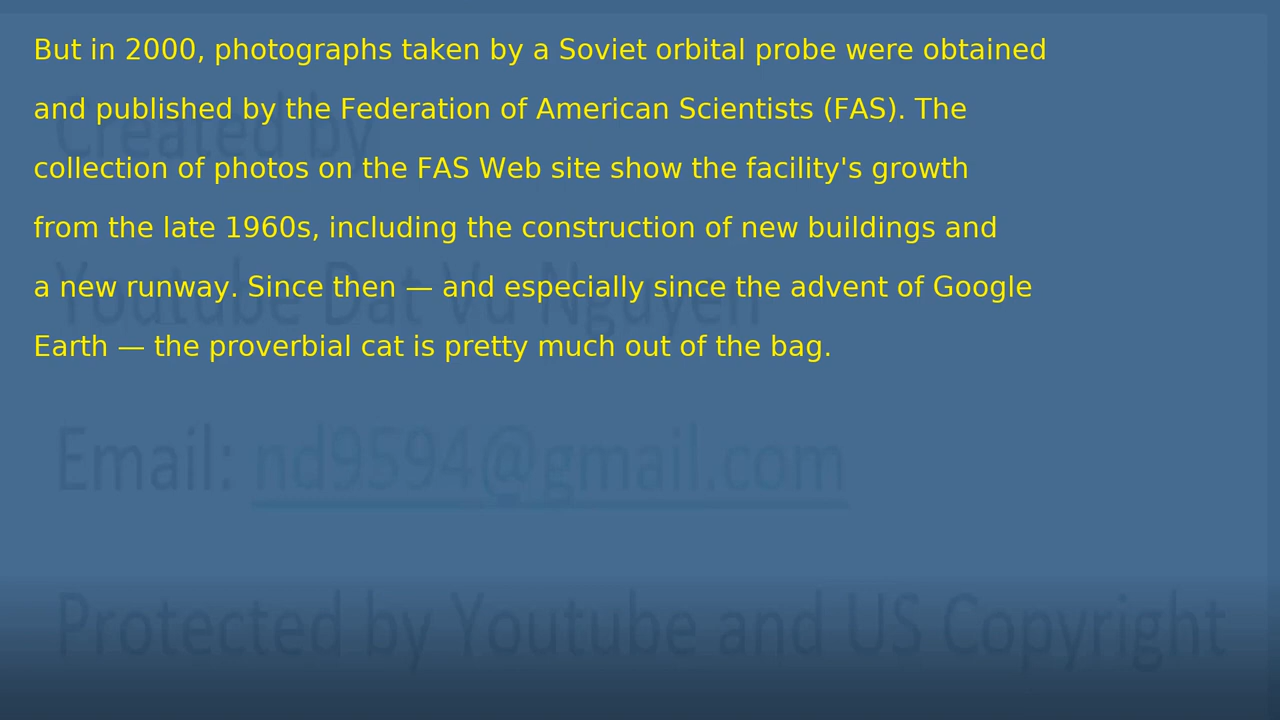 But in 2000, photographs taken by a Soviet orbital probe were obtained
and published by the Federation of American Scientists (FAS). The
collection of photos on the FAS Web site show the facility's growth
from the late 1960s, including the construction of new buildings and
a new runway. Since then — and especially since the advent of Google
Earth — the proverbial cat is pretty much out of the bag.
Created by
Youtube Dat Vu Nguyen
Email: nd9594@gmail.com
Protected by Youtube and US Copyright